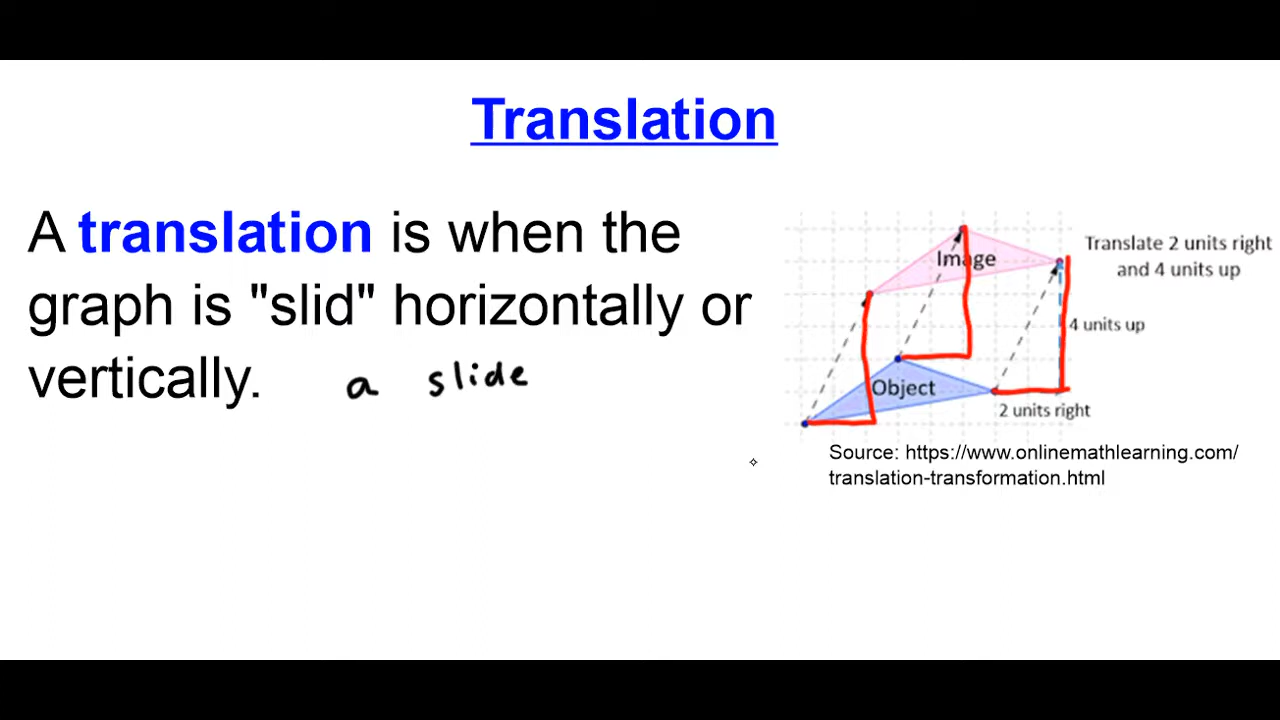 Translation
A translation is when the
graph is "slid" horizontally or
vertically. a slide
Image
Translate 2 units right
and 4 units up
4 units up
Object
2 units right
Source: https://www.onlinemathlearning.com/
translation-transformation.html